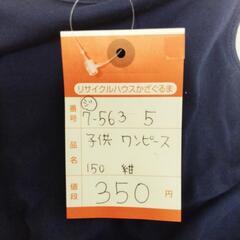 リサイクルハウスかざぐるま
番号 ジ 7-563 5
品名 子供 ワンピース
150 紺
値段 350 円